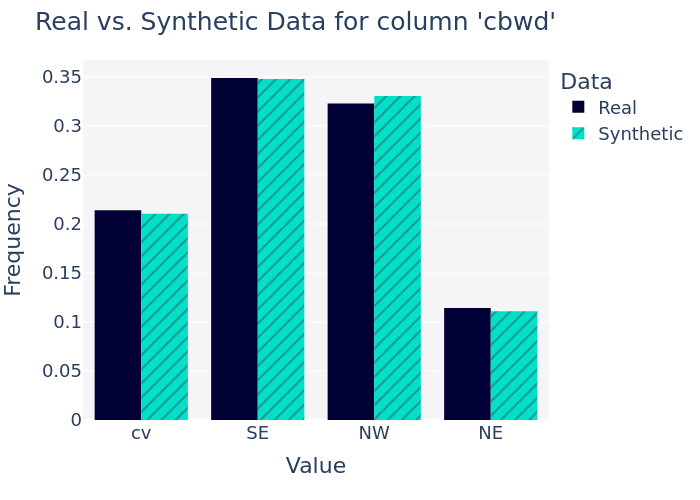 Real vs. Synthetic Data for column 'cbwd'
Data
Real
Synthetic
Frequency
0.35
0.3
0.25
0.2
0.15
0.1
0.05
0
cv SE NW NE
Value